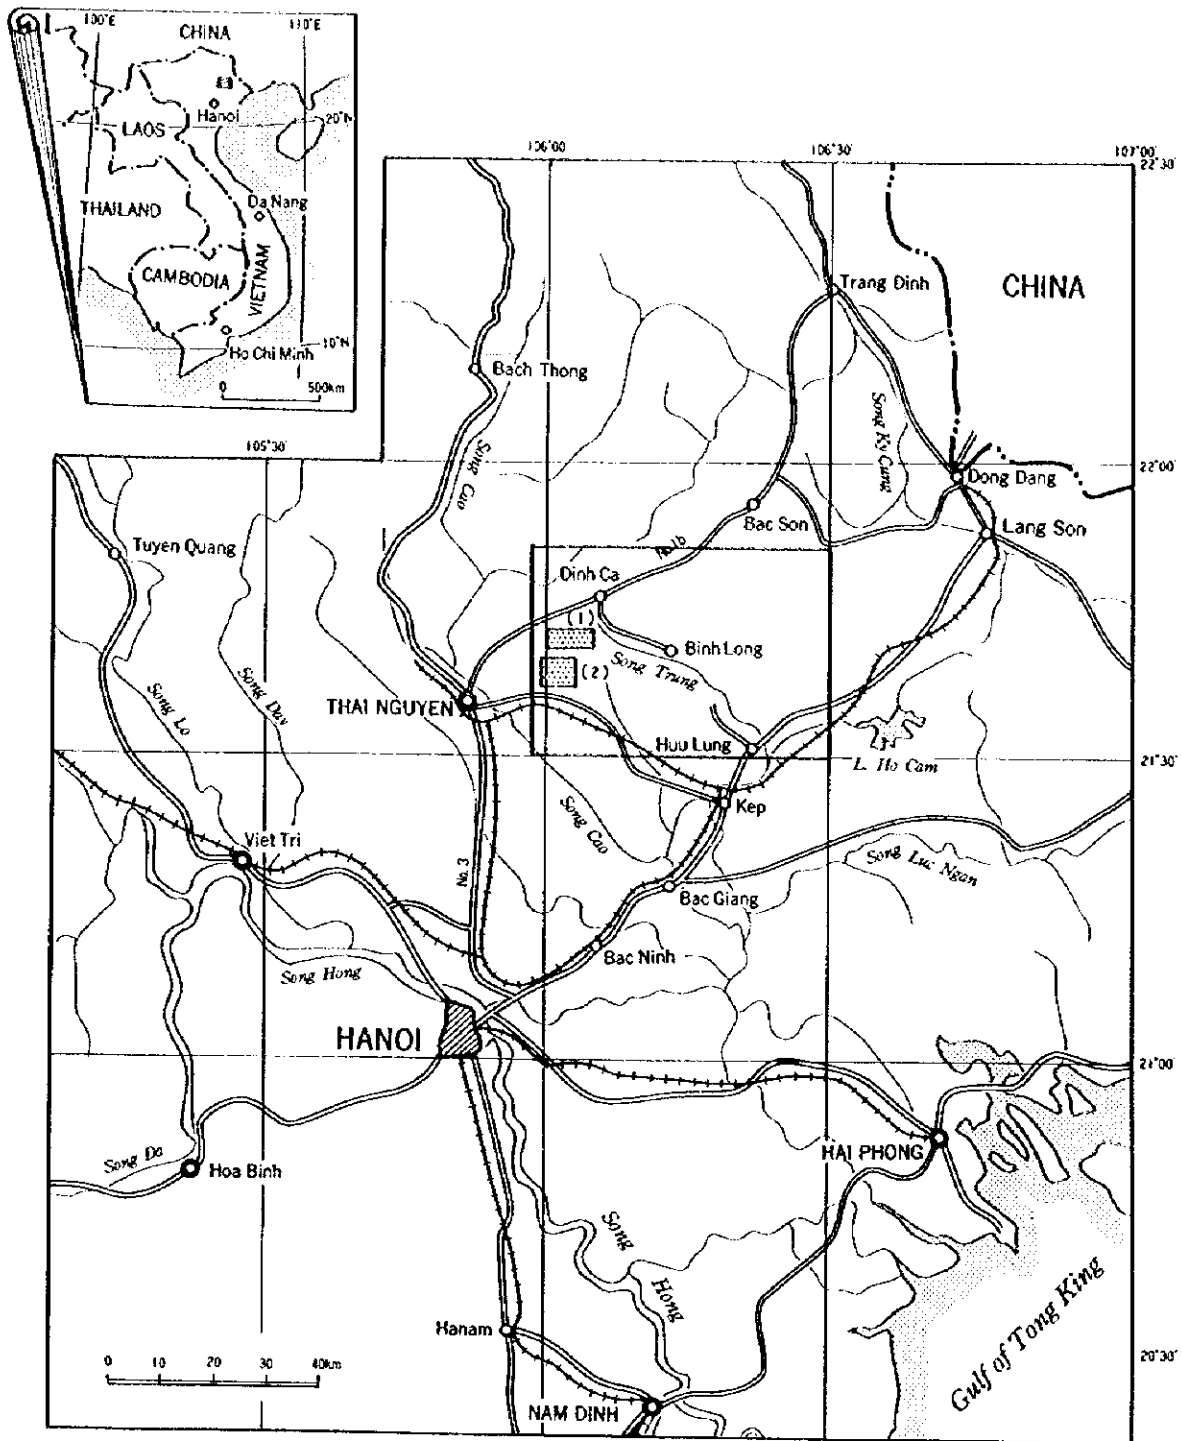 100°E
110°E
CHINA
Hanoi
20°N
LAOS
THAILAND
Da Nang
CAMBODIA
VIETNAM
Ho Chi Minh
10°N
0
500km
106°00'
106°30'
107°00'
22°30'
Trang Dinh
CHINA
Bach Thong
Song Ky Cung
105°30'
Song Cao
22°00'
Dong Dang
Bac Son
Lang Son
Tuyen Quang
No.1b
Dinh Ca
(1)
Binh Long
(2)
Song Trung
Song Lo
Song Day
THAI NGUYEN
Huu Lung
L. Ho Cam
21°30'
Kep
Song Cao
Viet Tri
No.3
Song Luc Ngan
Bac Giang
Bac Ninh
Song Hong
HANOI
21°00'
HAI PHONG
Song Da
Hoa Binh
Song Hong
Gulf of Tong King
Hanam
20°30'
0 10 20 40km
NAM DINH